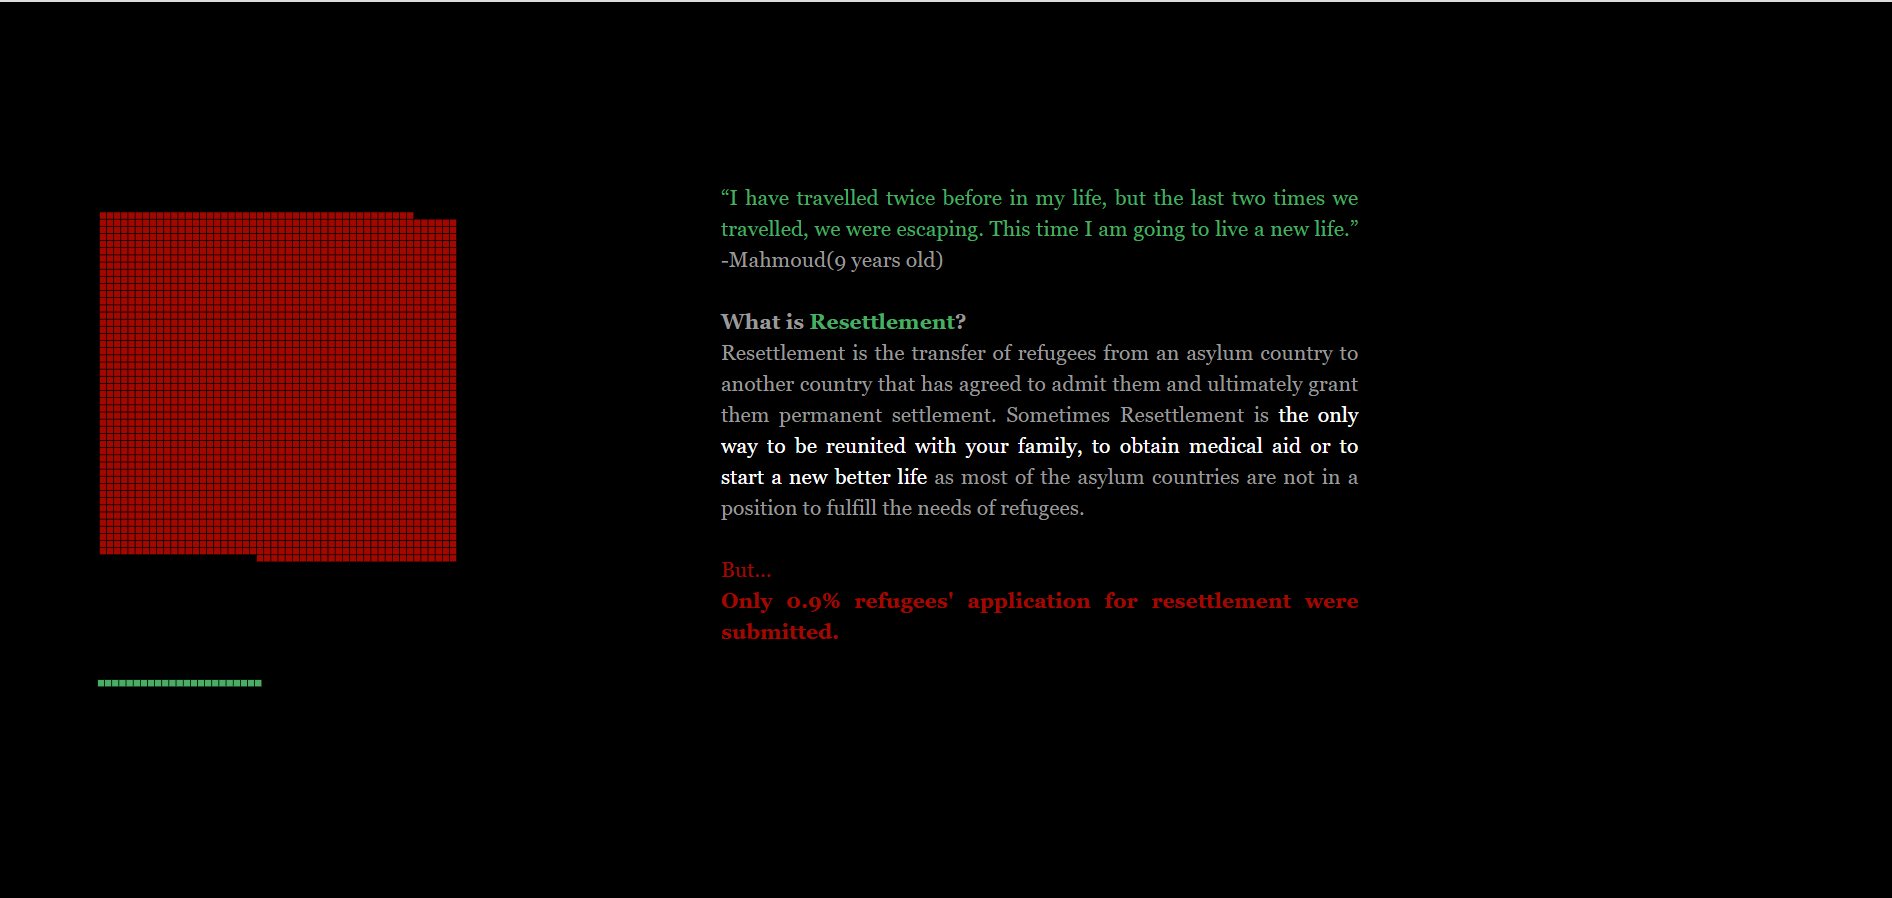 “I have travelled twice before in my life, but the last two times we
travelled, we were escaping. This time I am going to live a new life.”
-Mahmoud(9 years old)
What is Resettlement?
Resettlement is the transfer of refugees from an asylum country to
another country that has agreed to admit them and ultimately grant
them permanent settlement. Sometimes Resettlement is the only
way to be reunited with your family, to obtain medical aid or to
start a new better life as most of the asylum countries are not in a
position to fulfill the needs of refugees.
But...
Only 0.9% refugees' application for resettlement were
submitted.